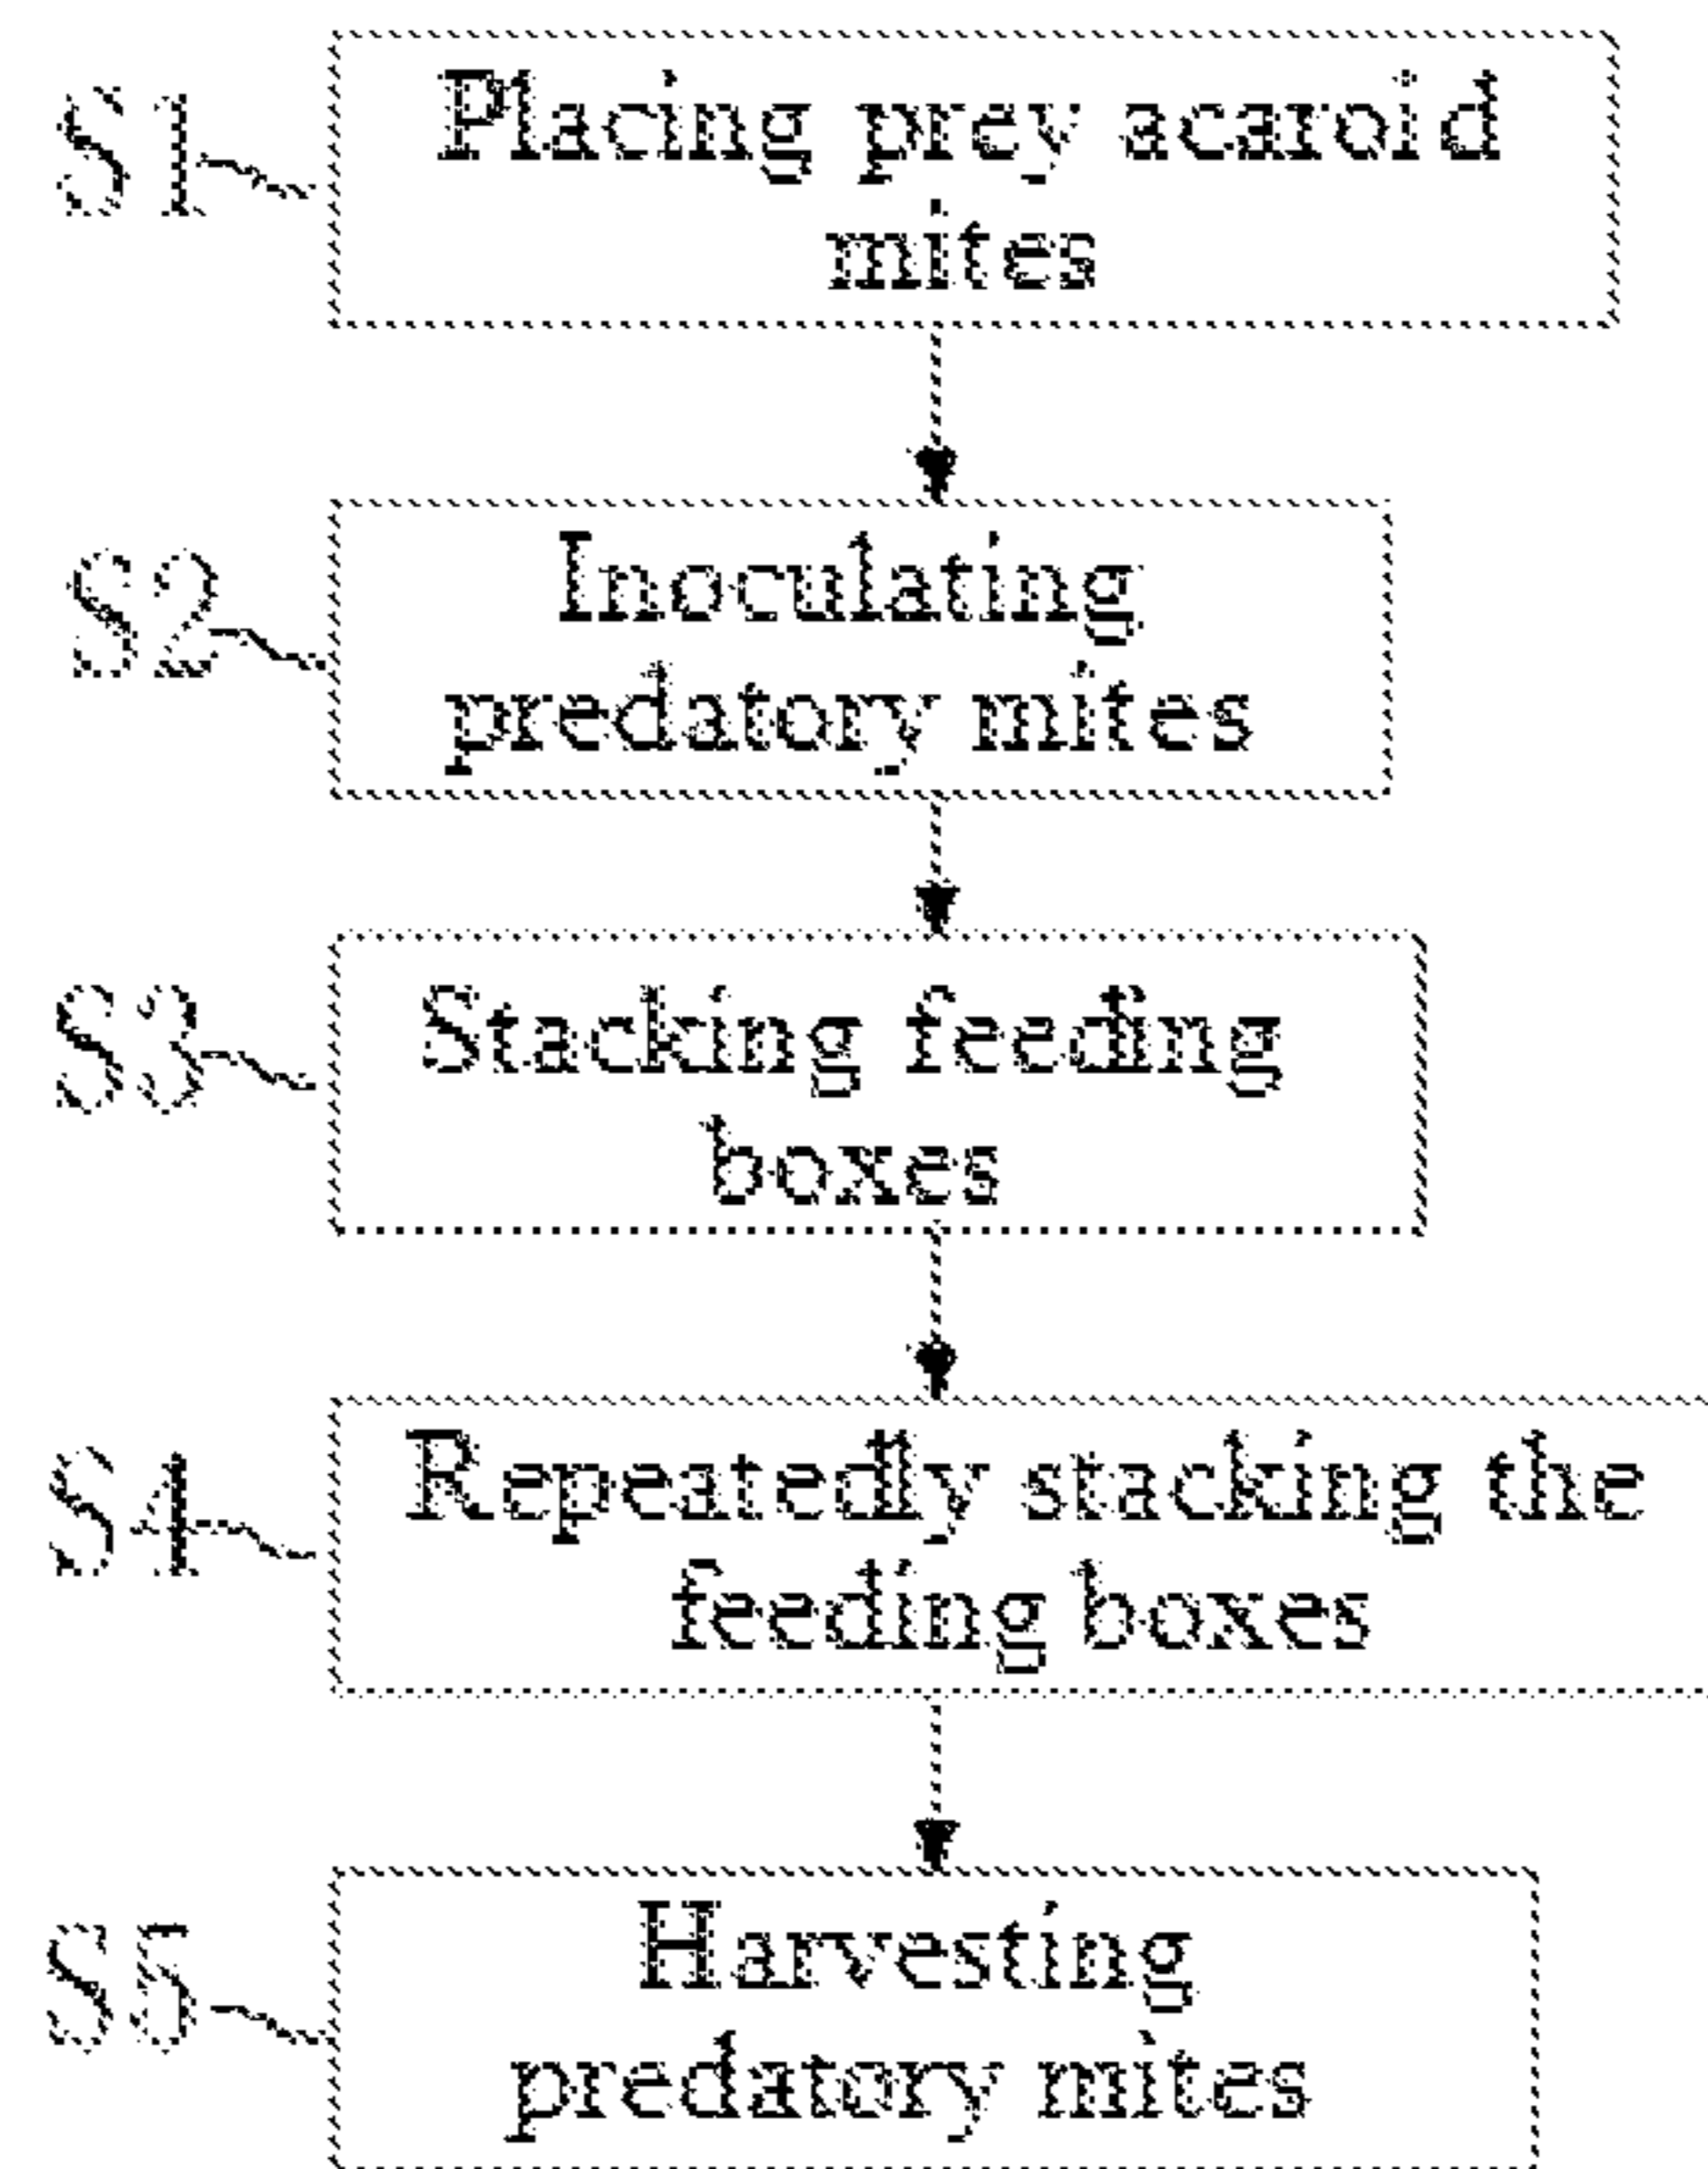 S1
Placing prey acaroid
mites
S2
Inoculating
predatory mites
S3
Stacking feeding
boxes
S4
Repeatedly stacking the
feeding boxes
S5
Harvesting
predatory mites